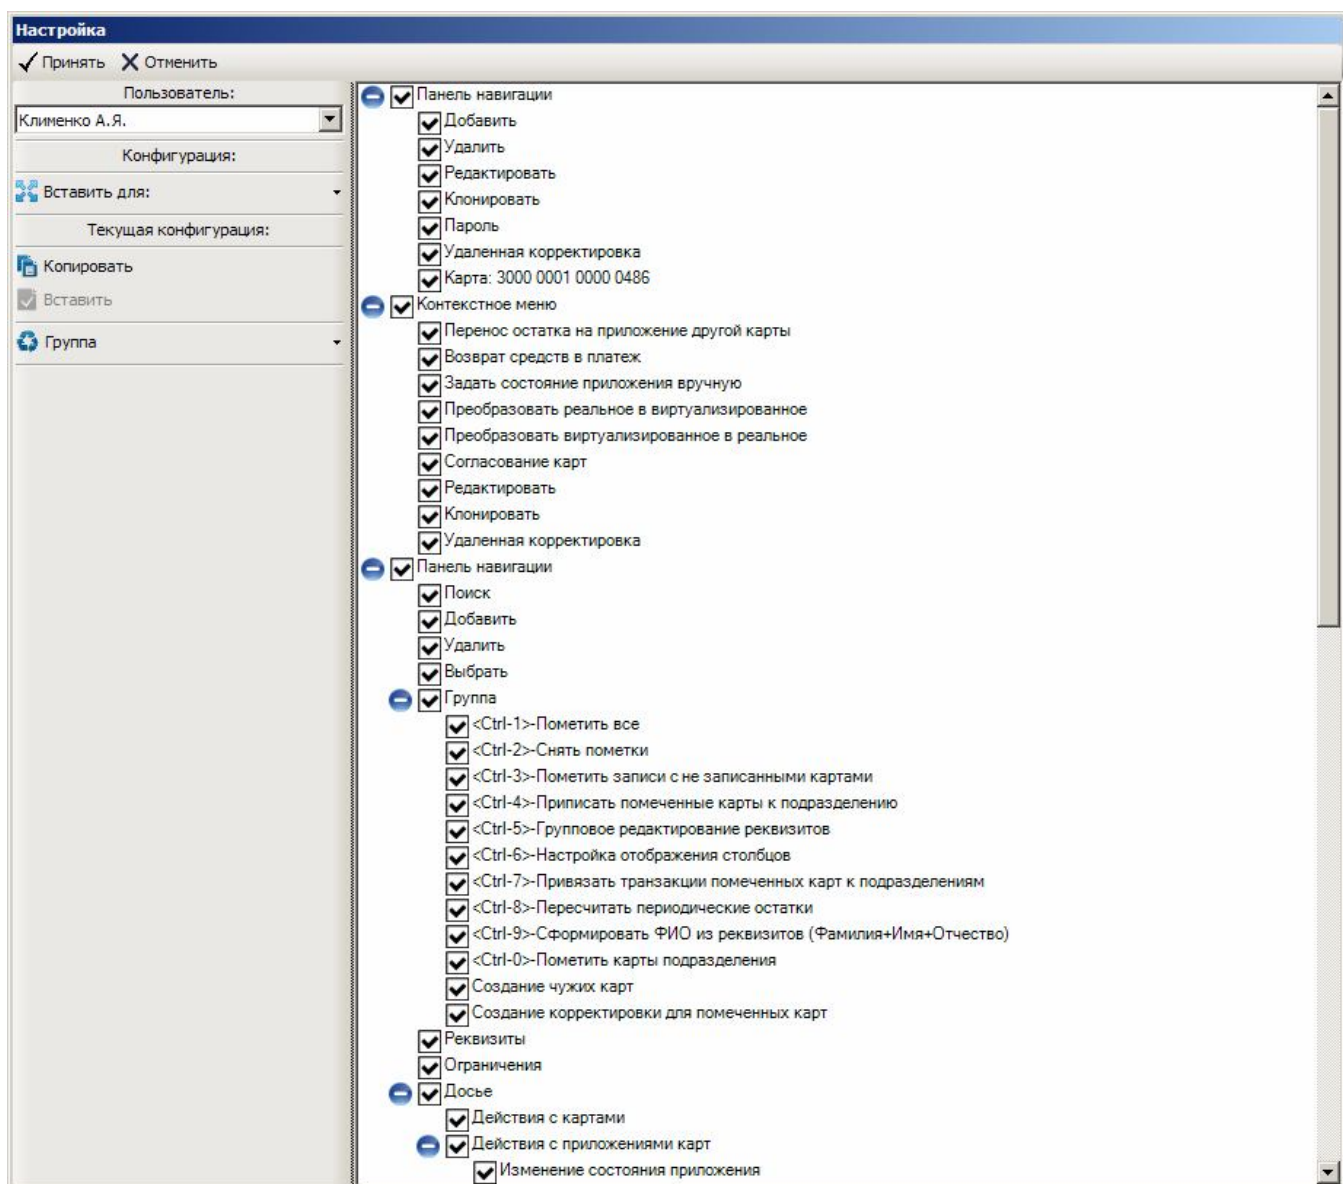 Настройка
Принять Отменить
Пользователь:
Клименко А.Я.
Конфигурация:
Вставить для:
Текущая конфигурация:
Копировать
Вставить
Группа
Панель навигации
Добавить
Удалить
Редактировать
Клонировать
Пароль
Удаленная корректировка
Карта: 3000 0001 0000 0486
Контекстное меню
Перенос остатка на приложение другой карты
Возврат средств в платеж
Задать состояние приложения вручную
Преобразовать реальное в виртуализированное
Преобразовать виртуализированное в реальное
Согласование карт
Редактировать
Клонировать
Удаленная корректировка
Панель навигации
Поиск
Добавить
Удалить
Выбрать
Группа
<Ctrl-1>-Пометить все
<Ctrl-2>-Снять пометки
<Ctrl-3>-Пометить записи с не записанными картами
<Ctrl-4>-Приписать помеченные карты к подразделению
<Ctrl-5>-Групповое редактирование реквизитов
<Ctrl-6>-Настройка отображения столбцов
<Ctrl-7>-Привязать транзакции помеченных карт к подразделениям
<Ctrl-8>-Пересчитать периодические остатки
<Ctrl-9>-Сформировать ФИО из реквизитов (Фамилия+Имя+Отчество)
<Ctrl-0>-Пометить карты подразделения
Создание чужих карт
Создание корректировки для помеченных карт
Реквизиты
Ограничения
Досье
Действия с картами
Действия с приложениями карт
Изменение состояния приложения